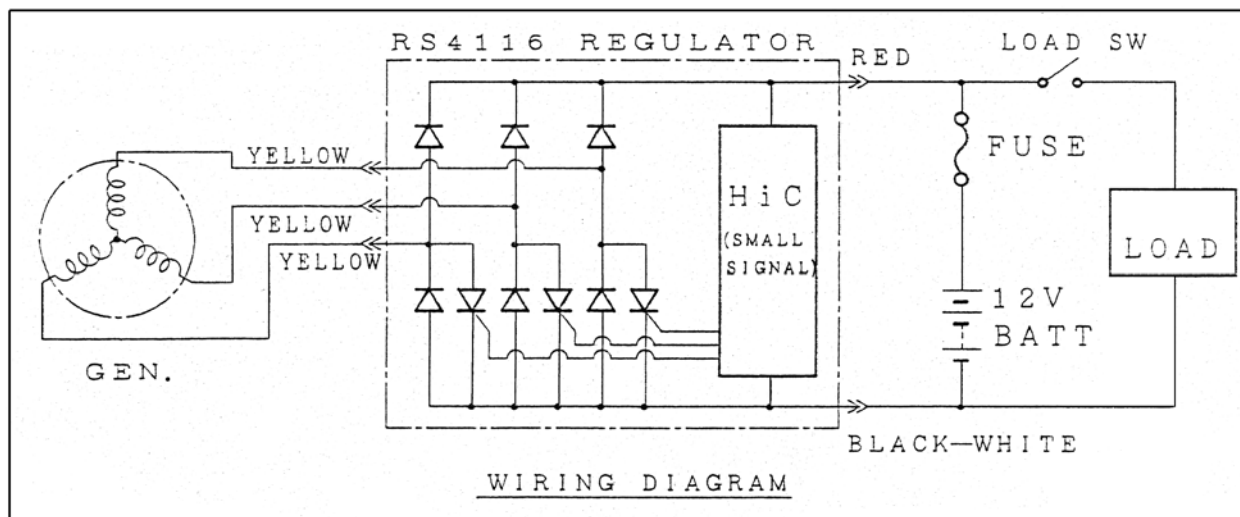 RS4116 REGULATOR
RED
LOAD SW
YELLOW
YELLOW
YELLOW
FUSE
HiC
(SMALL
SIGNAL)
LOAD
12V
BATT
GEN.
BLACK—WHITE
WIRING DIAGRAM